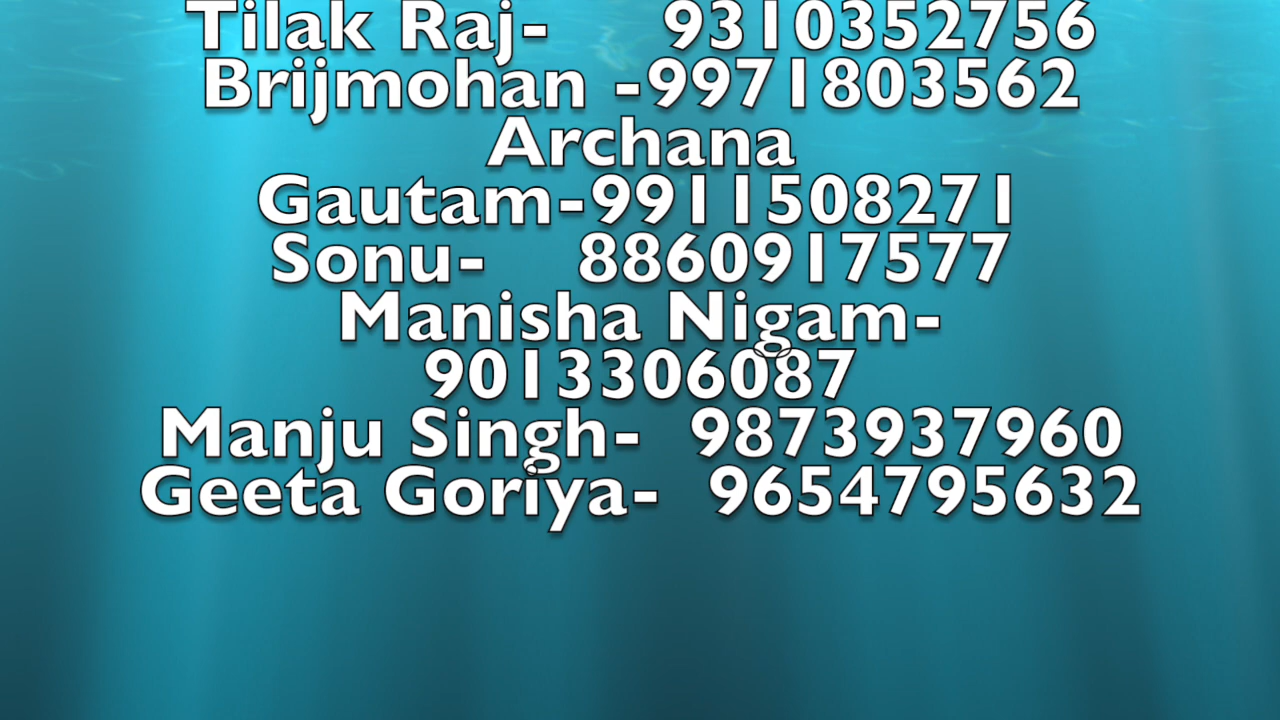 Tilak Raj- 9310352756
Brijmohan -9971803562
Archana
Gautam-9911508271
Sonu- 8860917577
Manisha Nigam-
9013306087
Manju Singh- 9873937960
Geeta Goriya- 9654795632